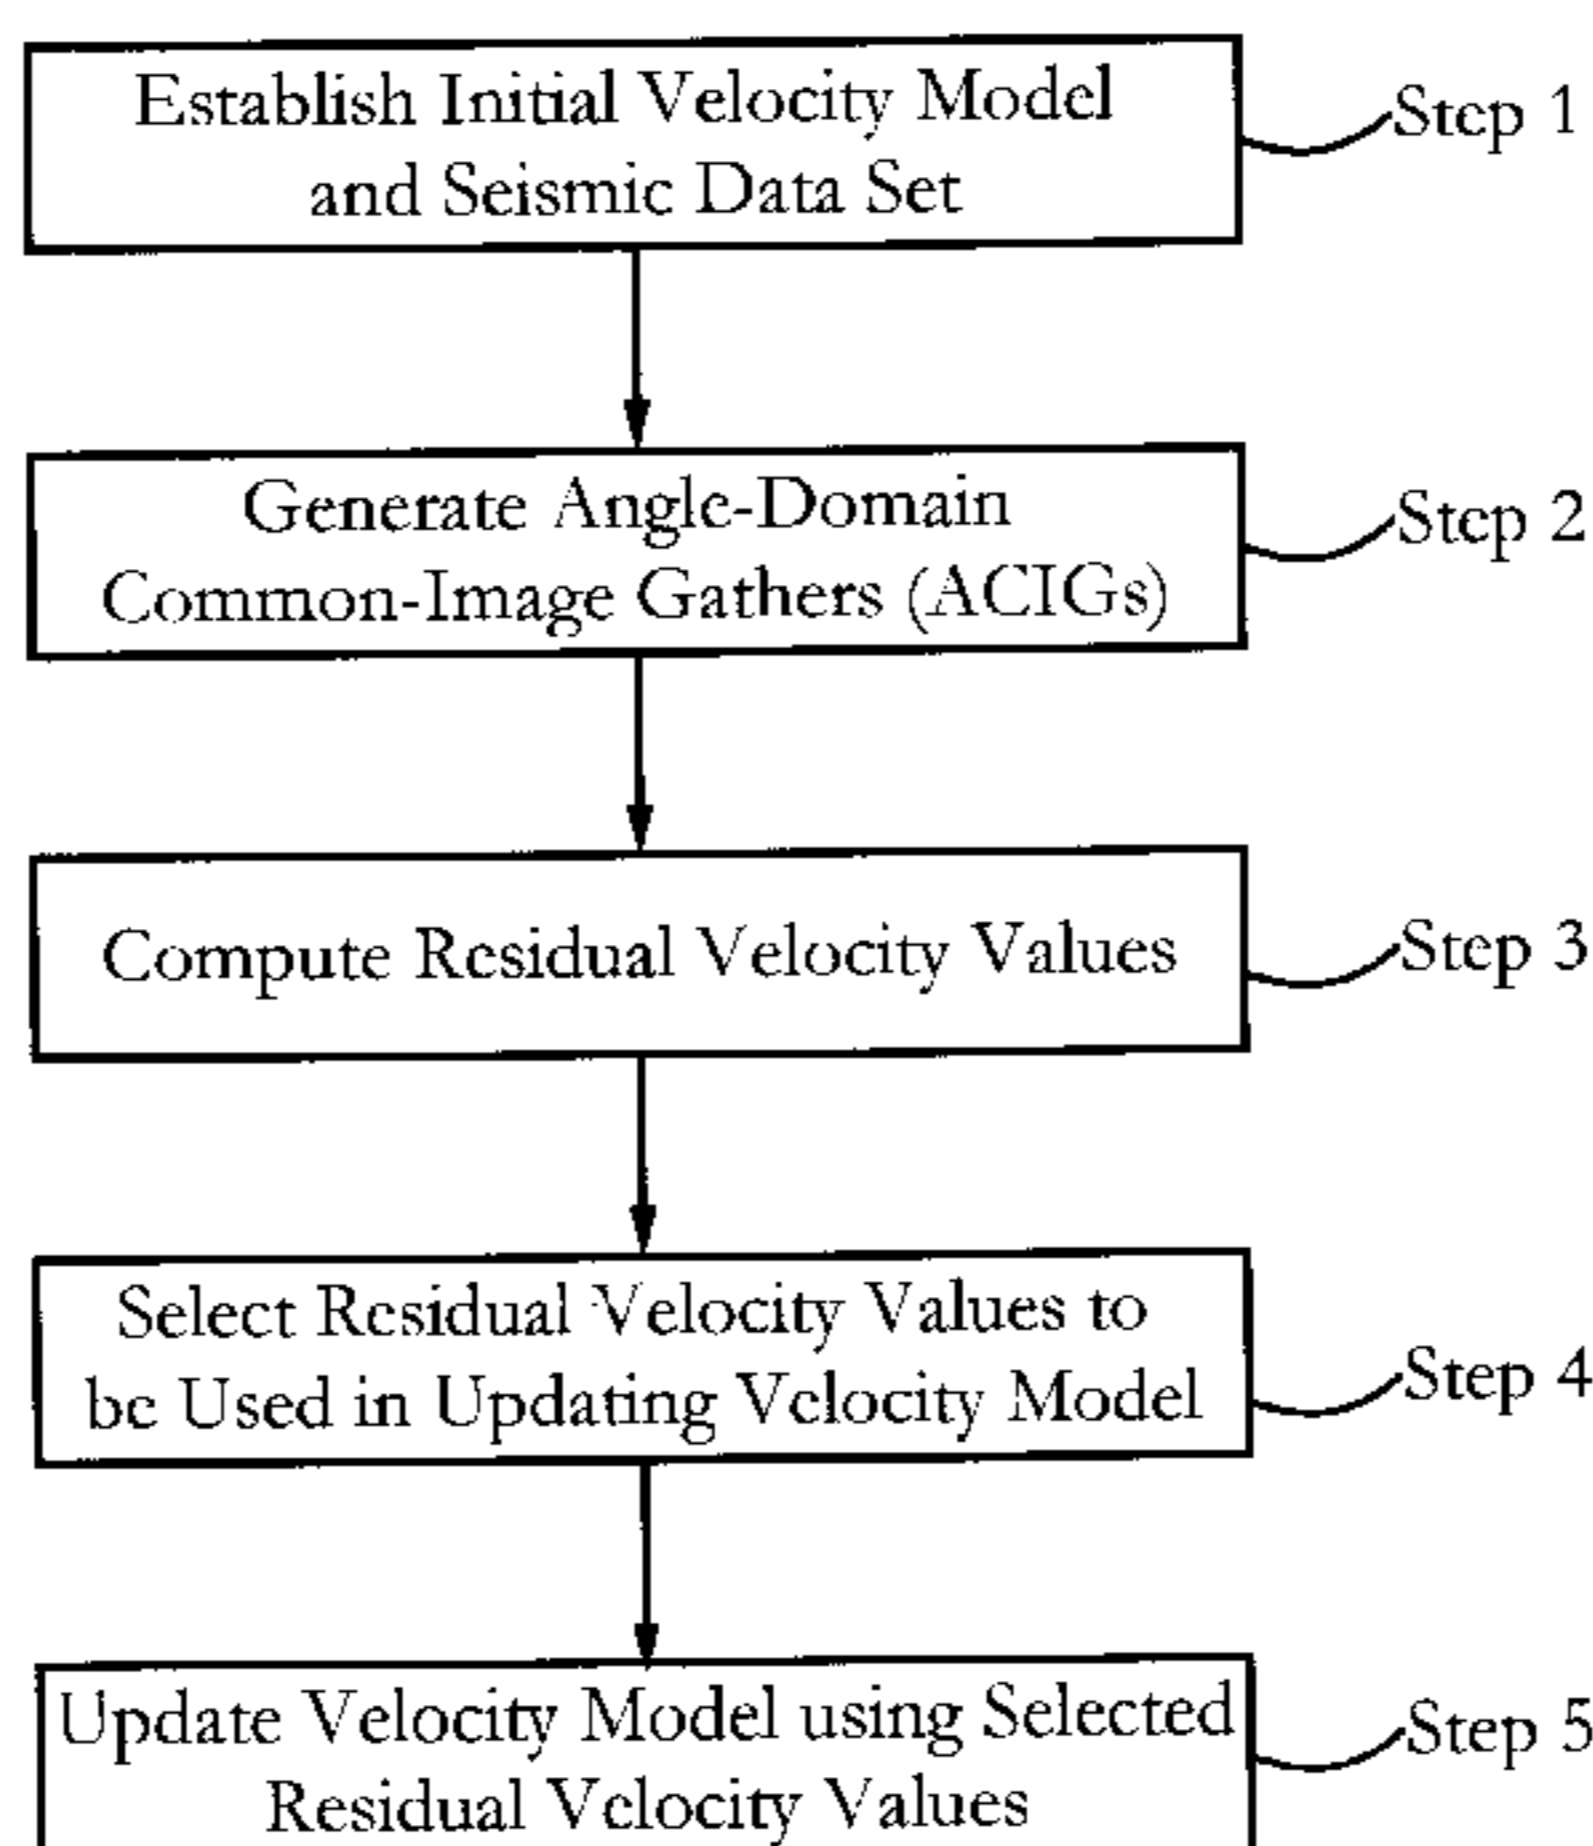 Establish Initial Velocity Model
and Seismic Data Set
Step 1
Generate Angle-Domain
Common-Image Gathers (ACIGs)
Step 2
Compute Residual Velocity Values
Step 3
Select Residual Velocity Values to
be Used in Updating Velocity Model
Step 4
Update Velocity Model using Selected
Residual Velocity Values
Step 5